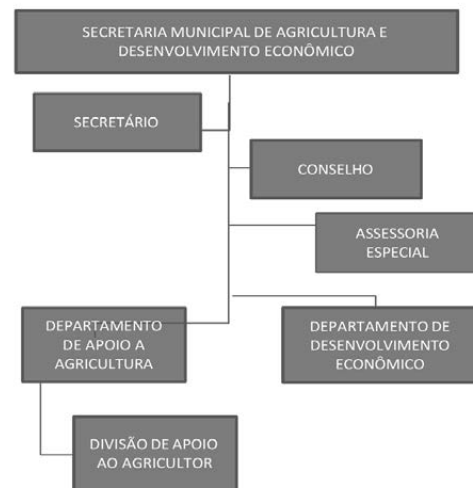 SECRETARIA MUNICIPAL DE AGRICULTURA E
DESENVOLVIMENTO ECONÔMICO
SECRETÁRIO
CONSELHO
ASSESSORIA
ESPECIAL
DEPARTAMENTO
DE APOIO A
AGRICULTURA
DEPARTAMENTO DE
DESENVOLVIMENTO
ECONÔMICO
DIVISÃO DE APOIO
AO AGRICULTOR